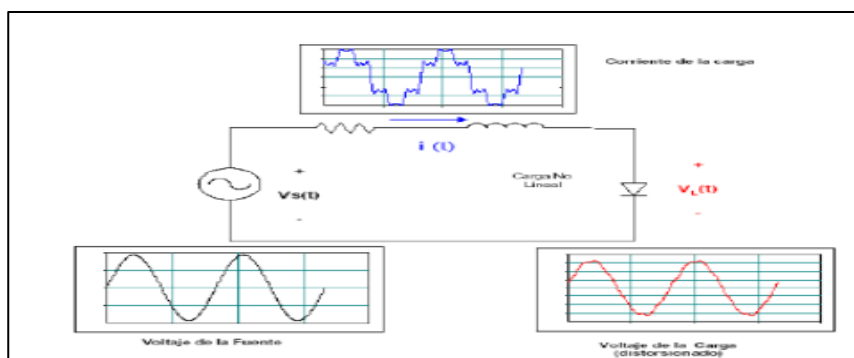 Corriente de la carga
i (t)
+
Vs(t)
-
Carga No
Lineal
+
VL(t)
-
Voltaje de la Fuente
Voltaje de la Carga
(distorsionado)